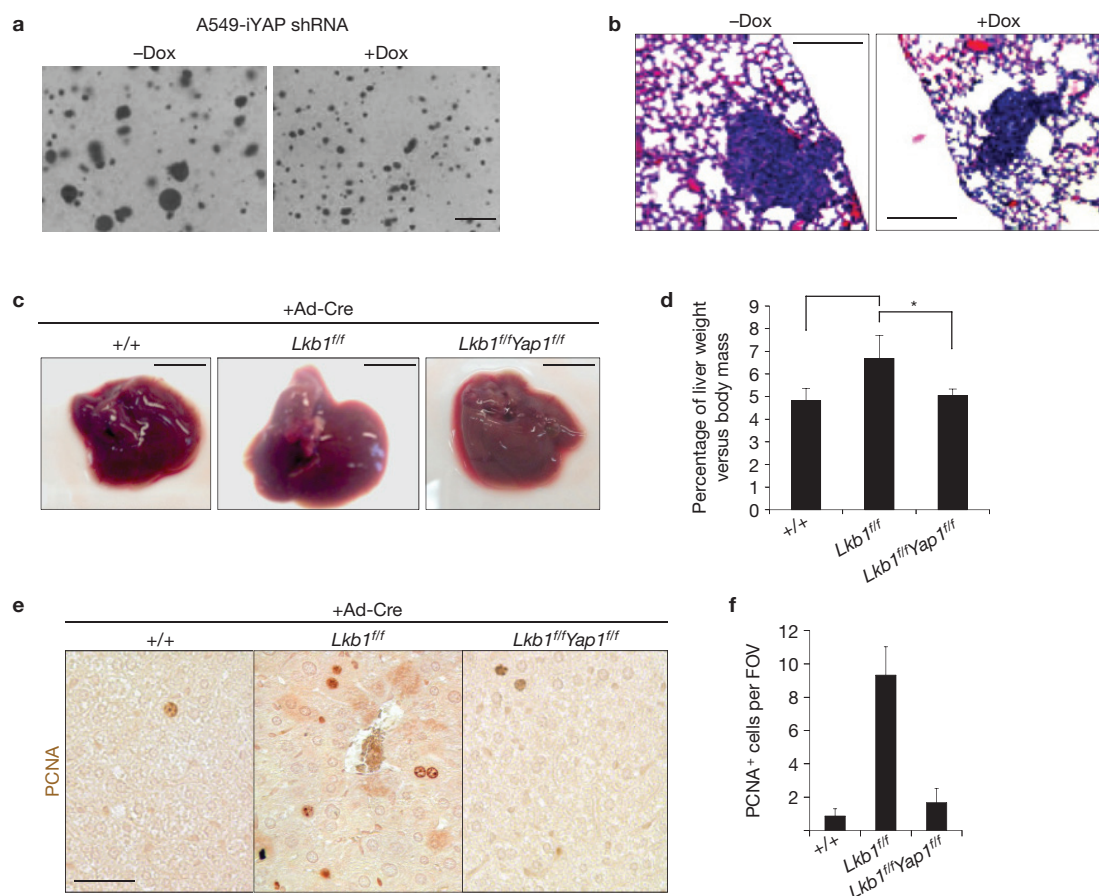 a
A549-iYAP shRNA
–Dox
+Dox
b
–Dox
+Dox
c
+Ad-Cre
+/+
Lkb1f/f
Lkb1f/fYap1f/f
d
*
Percentage of liver weight
versus body mass
9
8
7
6
5
4
3
2
1
0
+/+
Lkb1f/f
Lkb1f/fYap1f/f
e
+Ad-Cre
+/+
Lkb1f/f
Lkb1f/fYap1f/f
PCNA
f
PCNA+ cells per FOV
12
10
8
6
4
2
+/+
Lkb1f/f
Lkb1f/fYap1f/f